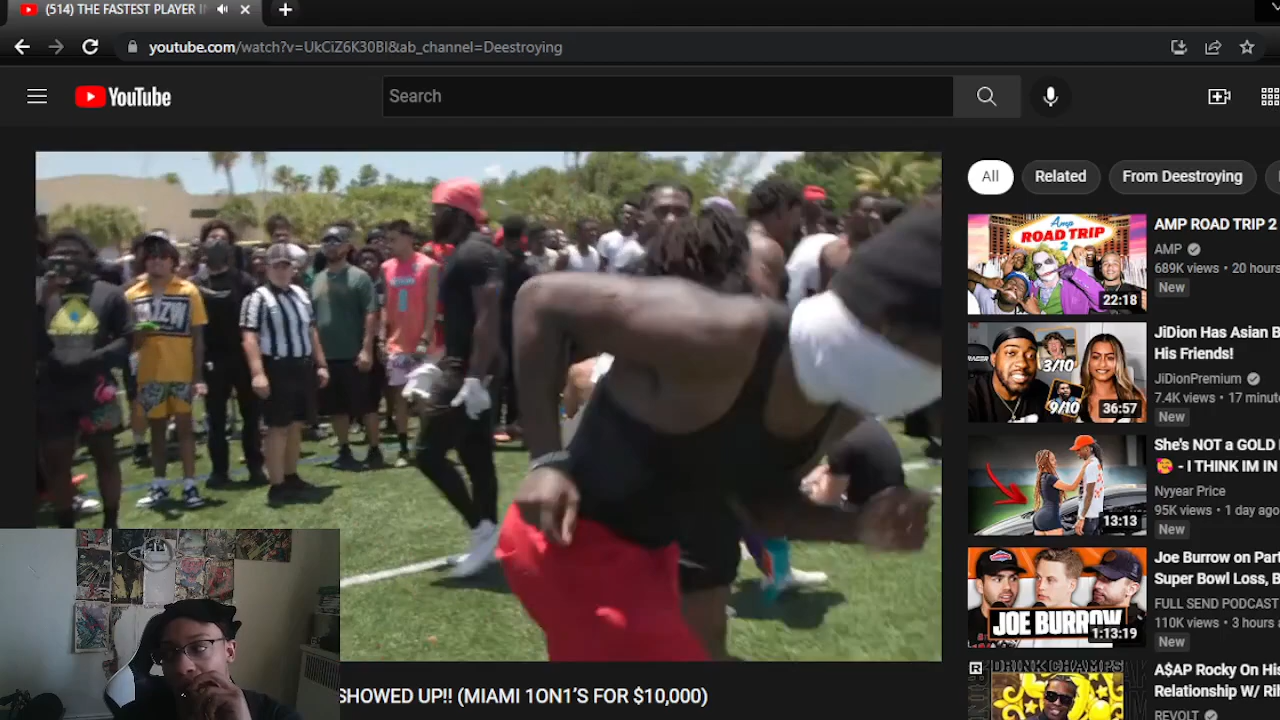 (514) THE FASTEST PLAYER I
youtube.com/watch?v=UkCiZ6K30BI&ab_channel=Deestroying
YouTube
Search
All
Related
From Deestroying
Amp
ROAD TRIP
2
22:18
AMP ROAD TRIP 2
AMP
689K views • 20 hours
New
3/10
9/10
36:57
JiDion Has Asian B
His Friends!
JiDionPremium
7.4K views • 17 minute
New
13:13
She's NOT a GOLD
🥰 - I THINK IM IN
Nyyear Price
95K views • 1 day ago
New
JOE BURROW
1:13:19
Joe Burrow on Part
Super Bowl Loss, B
FULL SEND PODCAST
110K views • 3 hours
New
DRINK CHAMPS
A$AP Rocky On His
Relationship W/ Ri
REVOLT
SHOWED UP!! (MIAMI 1ON1'S FOR $10,000)